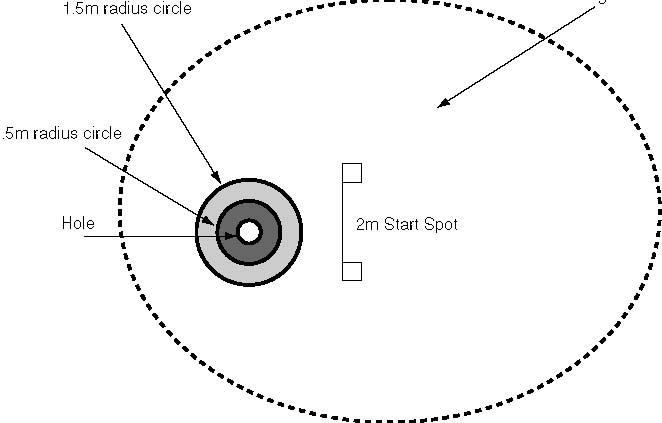 1.5m radius circle
.5m radius circle
Hole
2m Start Spot